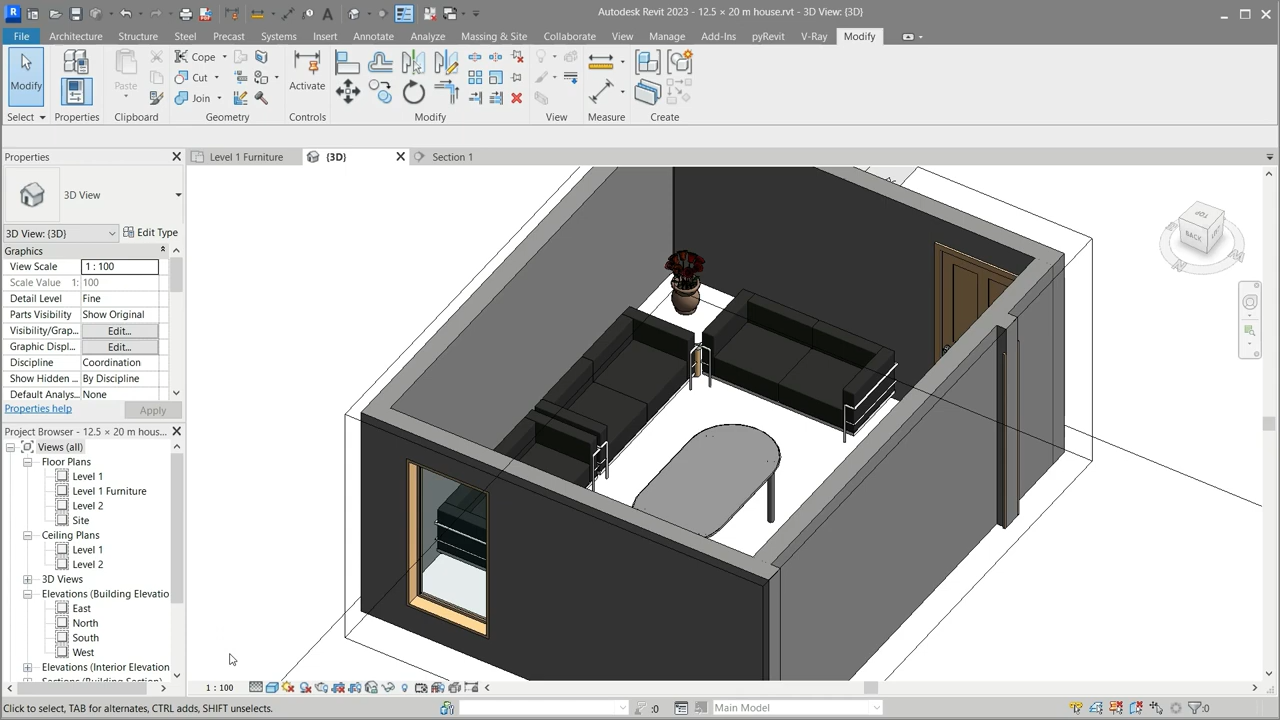 Autodesk Revit 2023 - 12.5 × 20 m house.rvt - 3D View: {3D}
File Architecture Structure Steel Precast Systems Insert Annotate Analyze Massing & Site Collaborate View Manage Add-Ins pyRevit V-Ray Modify
Modify Paste Cope Cut Join Activate
Select Properties Clipboard Geometry Controls Modify View Measure Create
Properties
Level 1 Furniture {3D} Section 1
3D View
3D View: {3D} Edit Type
Graphics
View Scale 1 : 100
Scale Value 1: 100
Detail Level Fine
Parts Visibility Show Original
Visibility/Grap... Edit...
Graphic Displ... Edit...
Discipline Coordination
Show Hidden ... By Discipline
Default Analys... None
Properties help Apply
Project Browser - 12.5 × 20 m hous...
Views (all)
Floor Plans
Level 1
Level 1 Furniture
Level 2
Site
Ceiling Plans
Level 1
Level 2
3D Views
Elevations (Building Elevatio
East
North
South
West
Elevations (Interior Elevation
TOP
BACK
1 : 100
Click to select, TAB for alternates, CTRL adds, SHIFT unselects. :0 Main Model :0